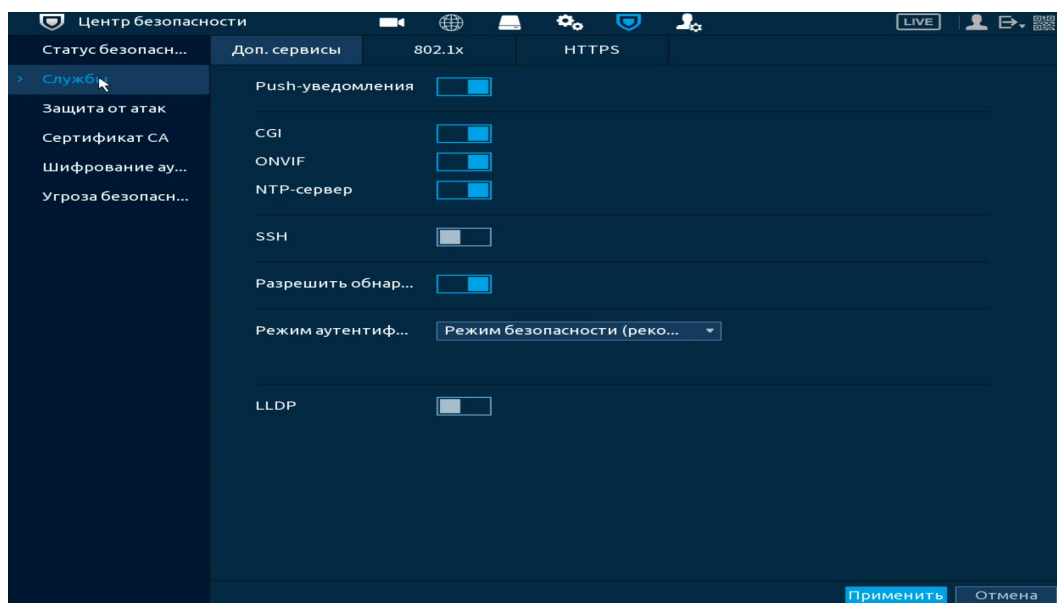 Центр безопасности
LIVE
Статус безопасн...
Службы
Защита от атак
Сертификат CA
Шифрование ау...
Угроза безопасн...
Доп. сервисы
802.1x
HTTPS
Push-уведомления
CGI
ONVIF
NTP-сервер
SSH
Разрешить обнар...
Режим аутентиф...
Режим безопасности (реко...
LLDP
Применить
Отмена